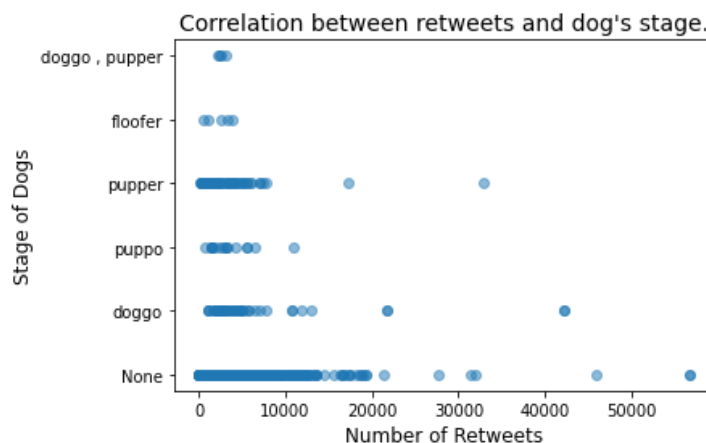 Correlation between retweets and dog's stage.
doggo , pupper
floofer
pupper
puppo
doggo
None
Stage of Dogs
0 10000 20000 30000 40000 50000
Number of Retweets